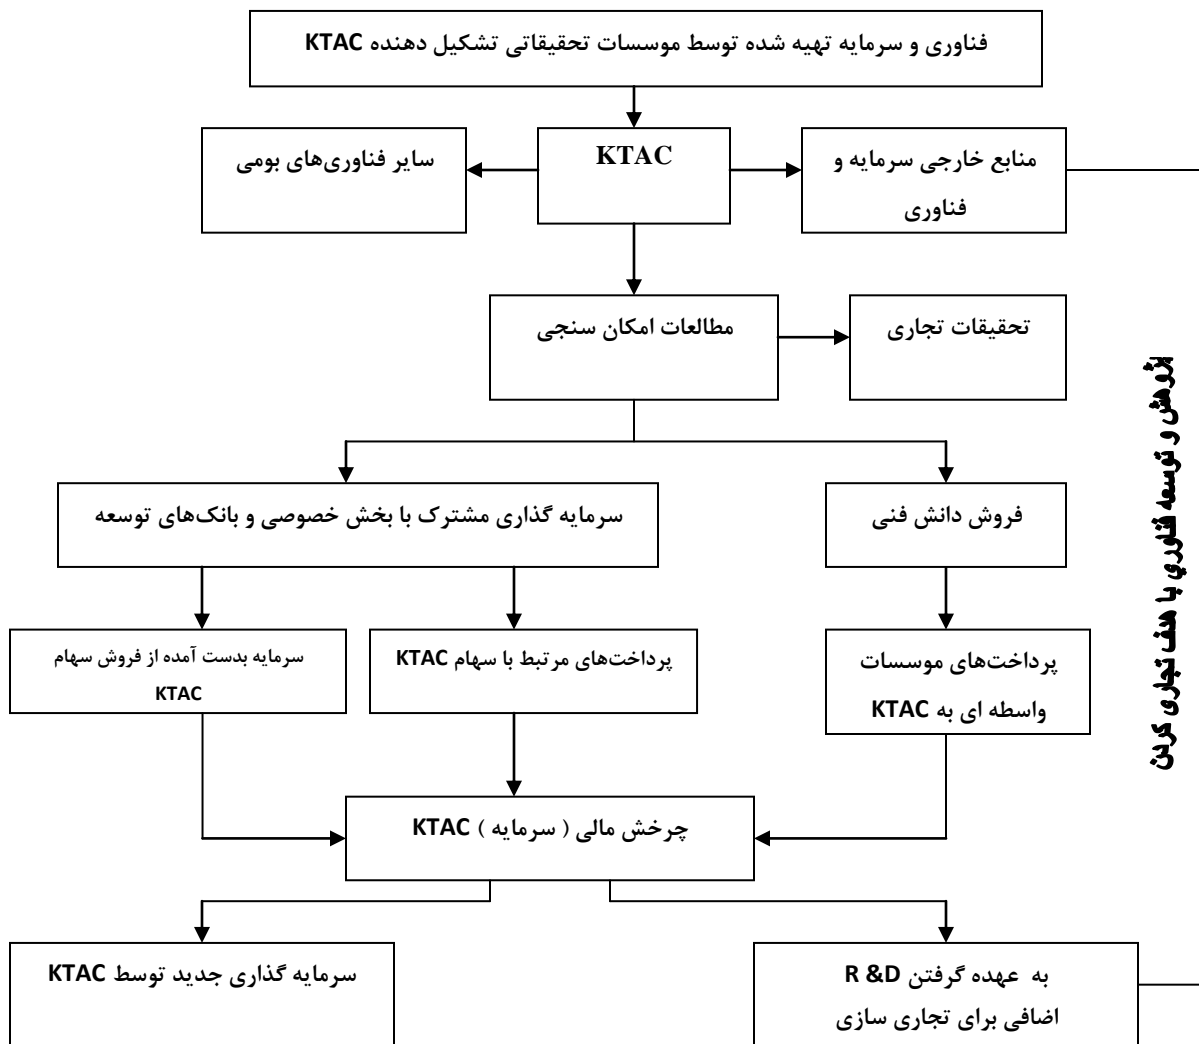 فناوری و سرمایه تهیه شده توسط موسسات تحقیقاتی تشکیل دهنده KTAC
منابع خارجی سرمایه و
فناوری
KTAC
سایر فناوری‌های بومی
مطالعات امکان سنجی
تحقیقات تجاری
پژوهش و توسعه فناوري با هدف تجاری کردن
فروش دانش فنی
سرمایه گذاری مشترک با بخش خصوصی و بانک‌های توسعه
پرداخت‌های موسسات
واسطه ای به KTAC
پرداخت‌های مرتبط با سهام KTAC
سرمایه بدست آمده از فروش سهام
KTAC
چرخش مالی ( سرمایه ) KTAC
به عهده گرفتن R &D
اضافی برای تجاری سازی
سرمایه گذاری جدید توسط KTAC